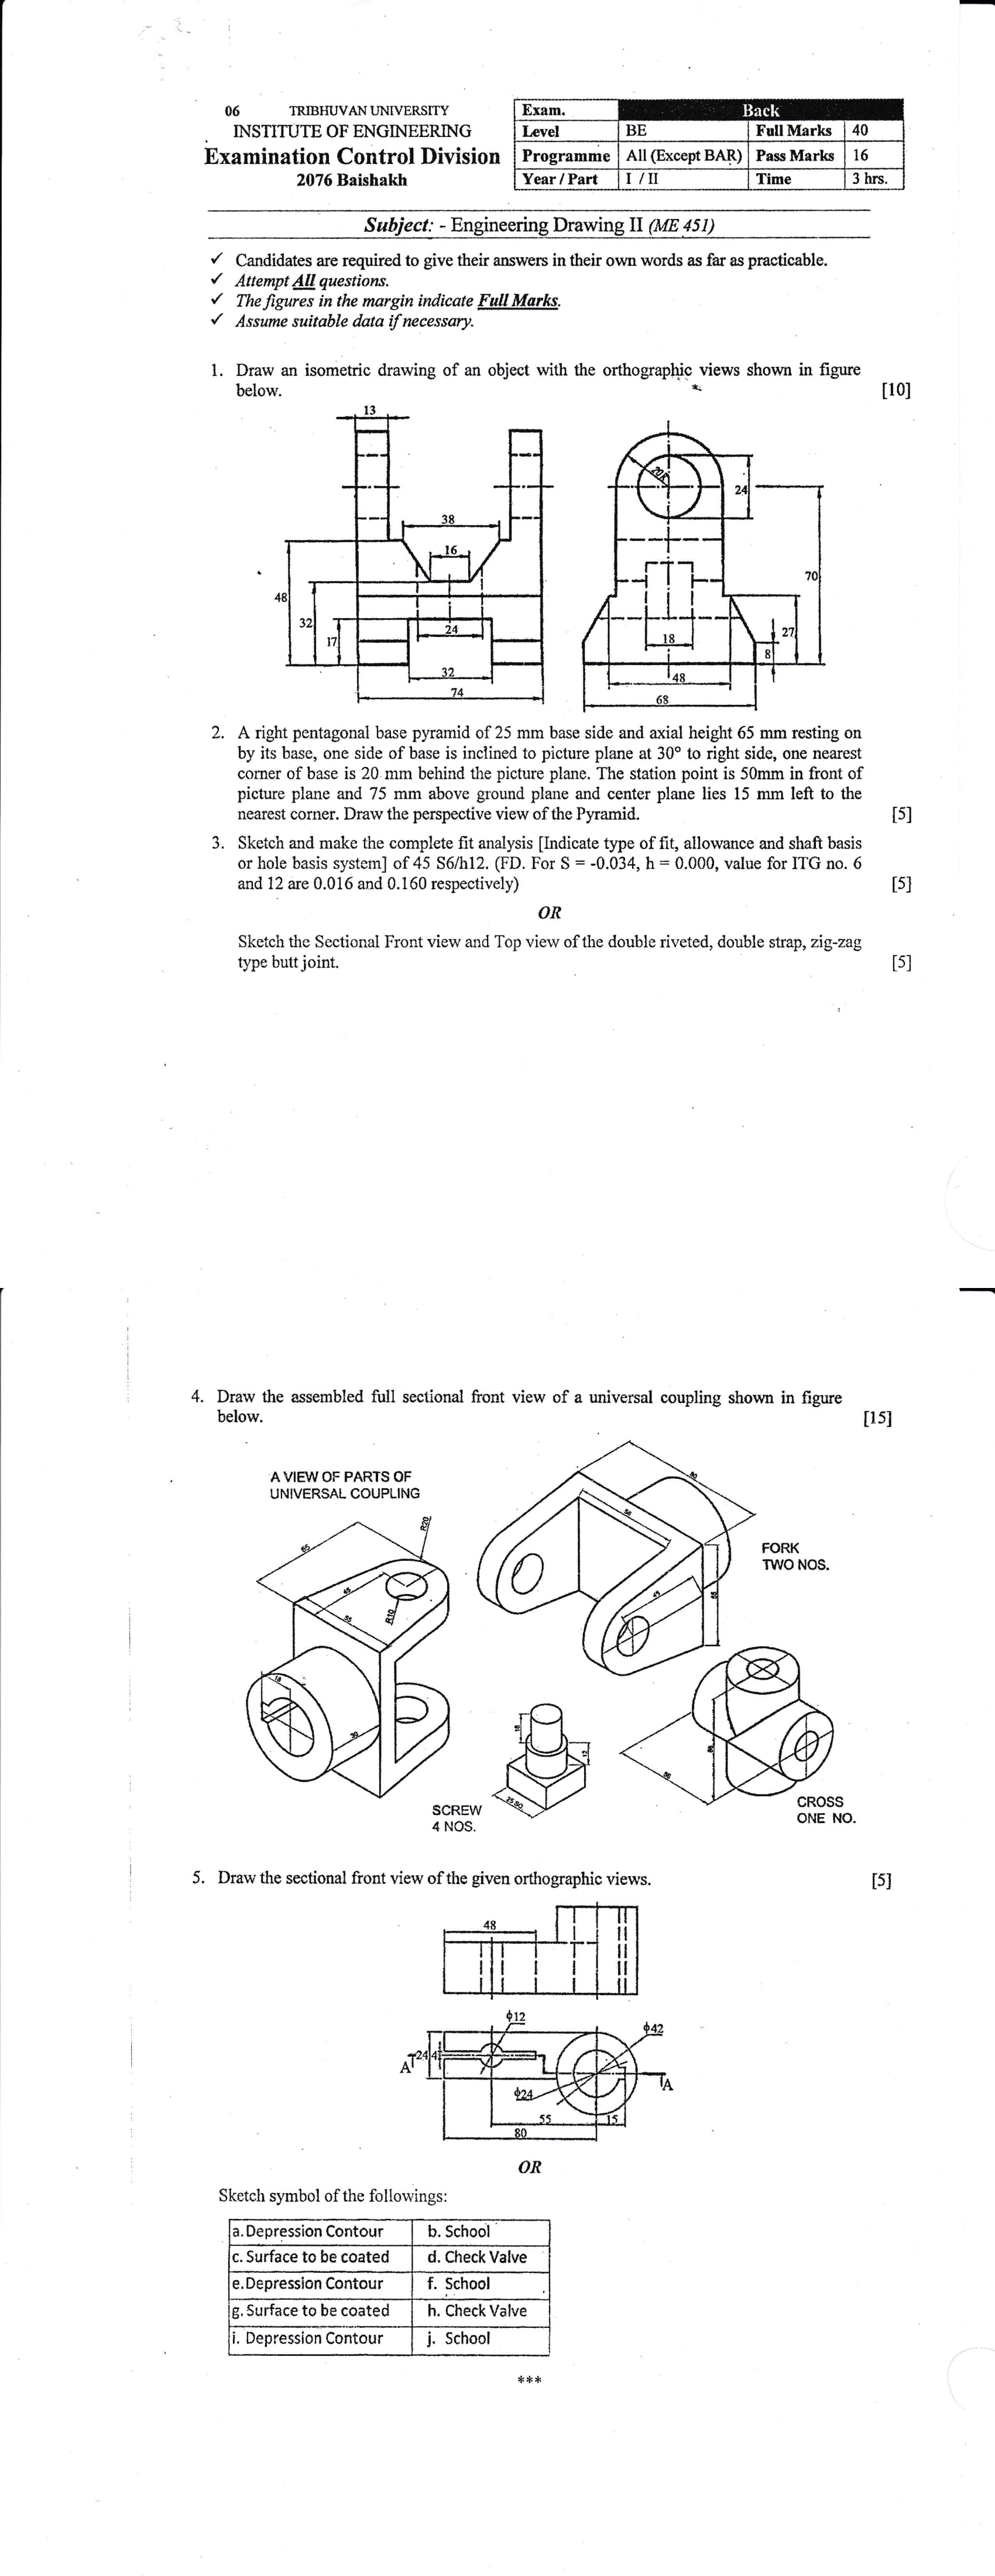 06 TRIBHUVAN UNIVERSITY
INSTITUTE OF ENGINEERING
Examination Control Division
2076 Baishakh
Exam. Back
Level BE Full Marks 40
Programme All (Except BAR) Pass Marks 16
Year / Part I / II Time 3 hrs.
Subject: - Engineering Drawing II (ME 451)
✓ Candidates are required to give their answers in their own words as far as practicable.
✓ Attempt All questions.
✓ The figures in the margin indicate Full Marks.
✓ Assume suitable data if necessary.
1. Draw an isometric drawing of an object with the orthographic views shown in figure
below. [10]
13
38
16
48
32
17
24
32
74
20R
24
70
27
8
18
48
68
2. A right pentagonal base pyramid of 25 mm base side and axial height 65 mm resting on
by its base, one side of base is inclined to picture plane at 30° to right side, one nearest
corner of base is 20 mm behind the picture plane. The station point is 50mm in front of
picture plane and 75 mm above ground plane and center plane lies 15 mm left to the
nearest corner. Draw the perspective view of the Pyramid. [5]
3. Sketch and make the complete fit analysis [Indicate type of fit, allowance and shaft basis
or hole basis system] of 45 S6/h12. (FD. For S = -0.034, h = 0.000, value for ITG no. 6
and 12 are 0.016 and 0.160 respectively) [5]
OR
Sketch the Sectional Front view and Top view of the double riveted, double strap, zig-zag
type butt joint. [5]
4. Draw the assembled full sectional front view of a universal coupling shown in figure
below. [15]
A VIEW OF PARTS OF
UNIVERSAL COUPLING
R20
65
45
R10
55
FORK
TWO NOS.
45
SCREW
4 NOS.
CROSS
ONE NO.
5. Draw the sectional front view of the given orthographic views. [5]
48
ϕ12
ϕ42
A 24 4
A
ϕ24
55 15
80
OR
Sketch symbol of the followings:
a. Depression Contour b. School
c. Surface to be coated d. Check Valve
e. Depression Contour f. School
g. Surface to be coated h. Check Valve
i. Depression Contour j. School
***